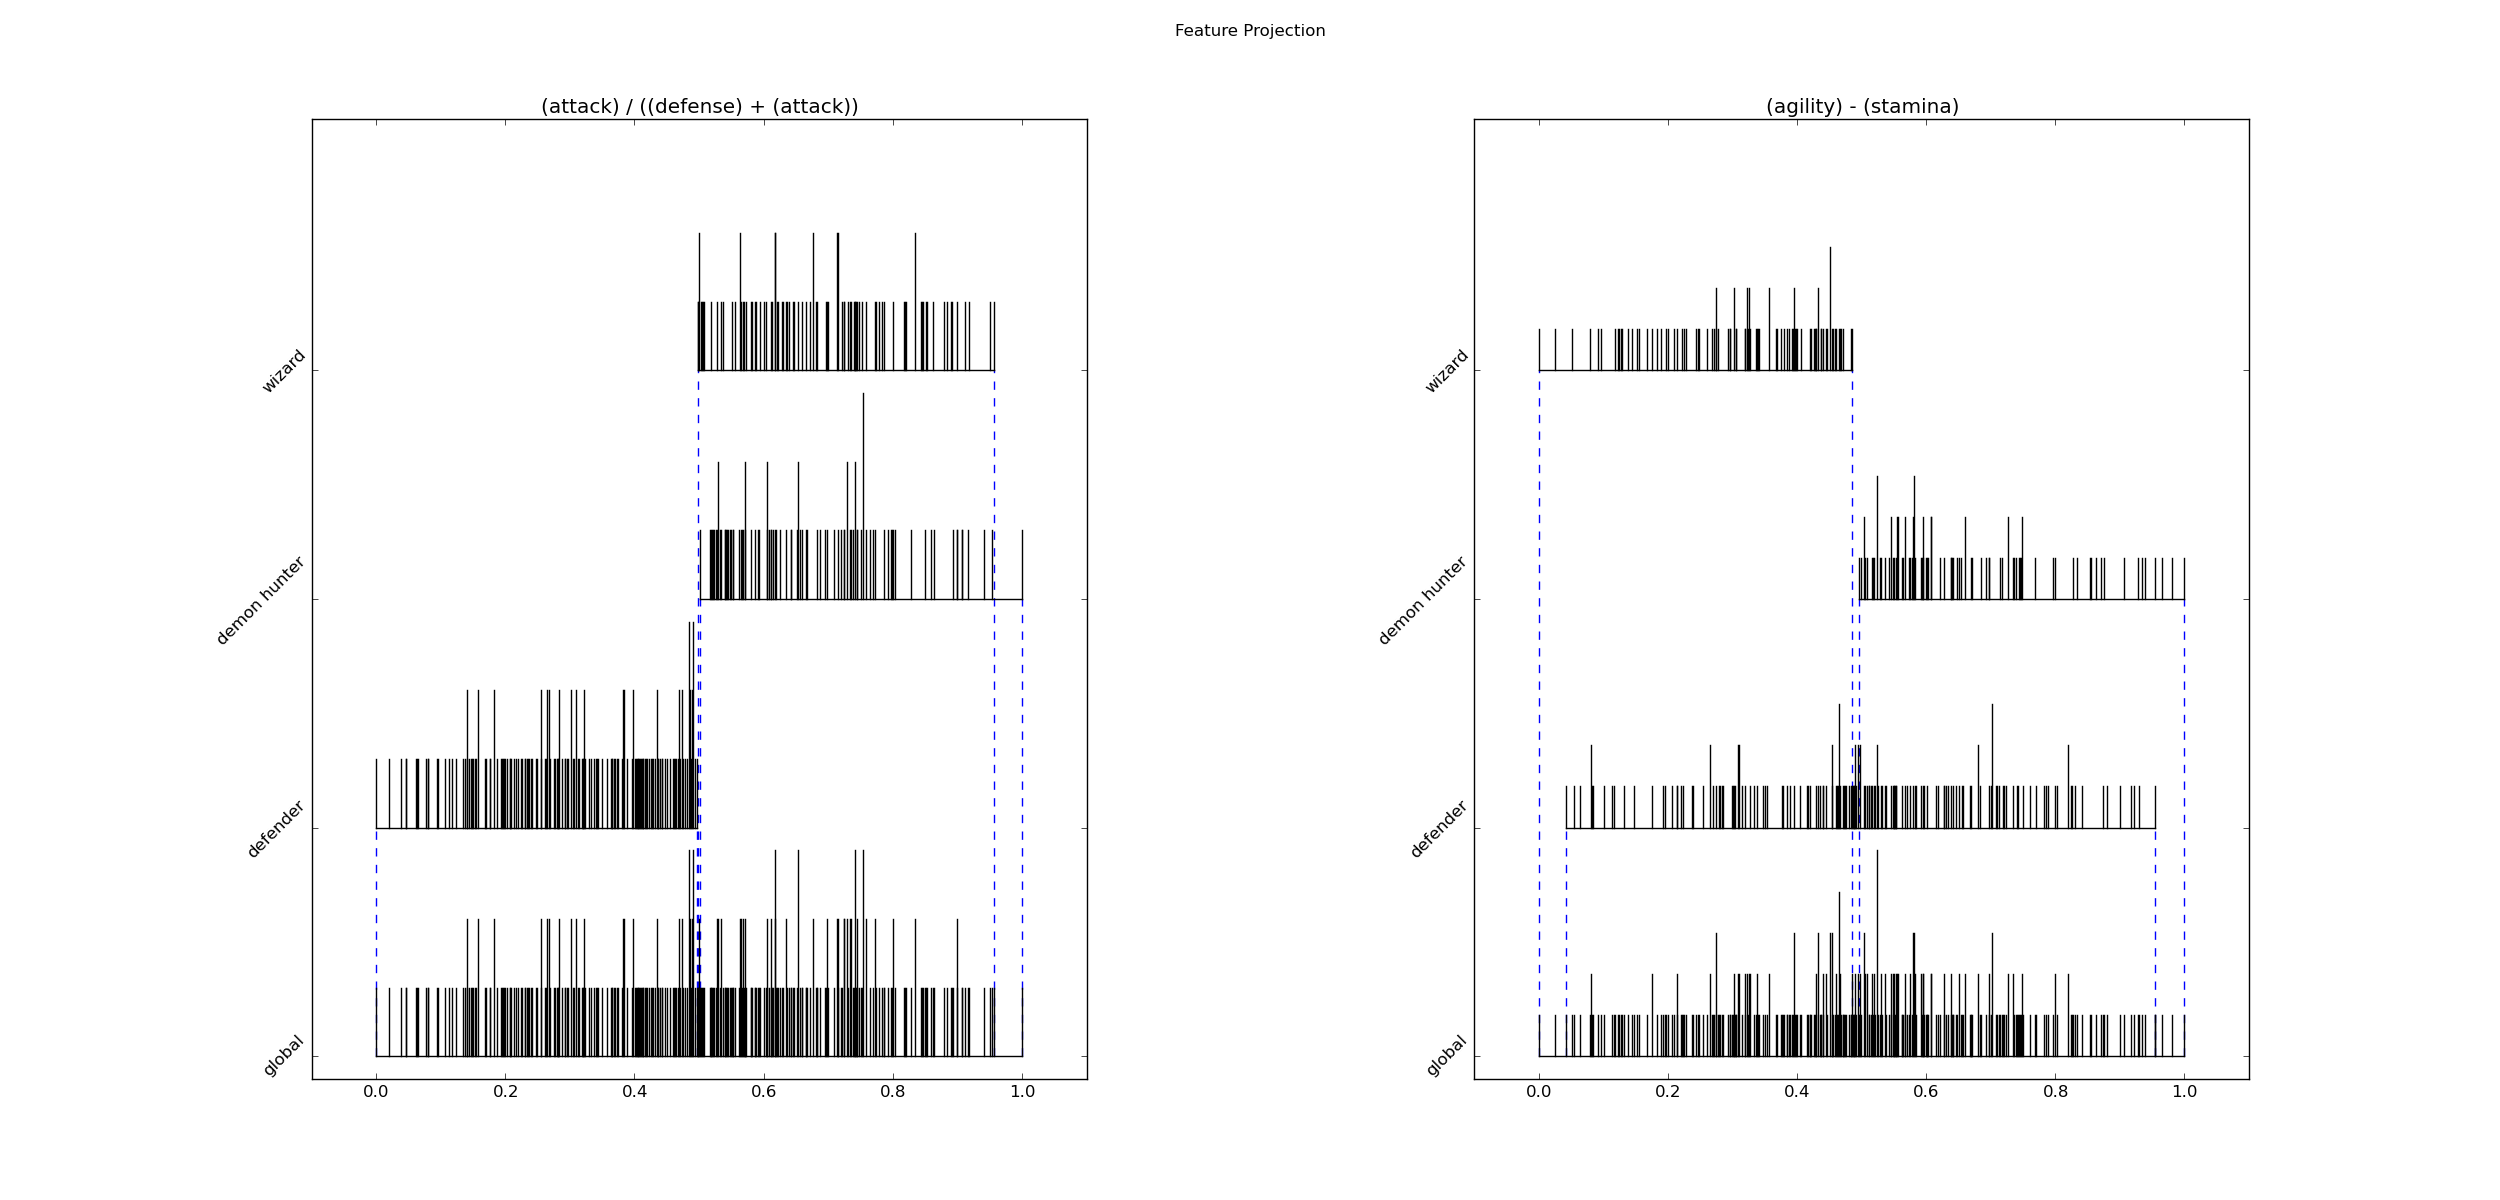 Feature Projection
(attack) / ((defense) + (attack))
wizard
demon hunter
defender
global
0.0 0.2 0.4 0.6 0.8 1.0
(agility) - (stamina)
wizard
demon hunter
defender
global
0.0 0.2 0.4 0.6 0.8 1.0